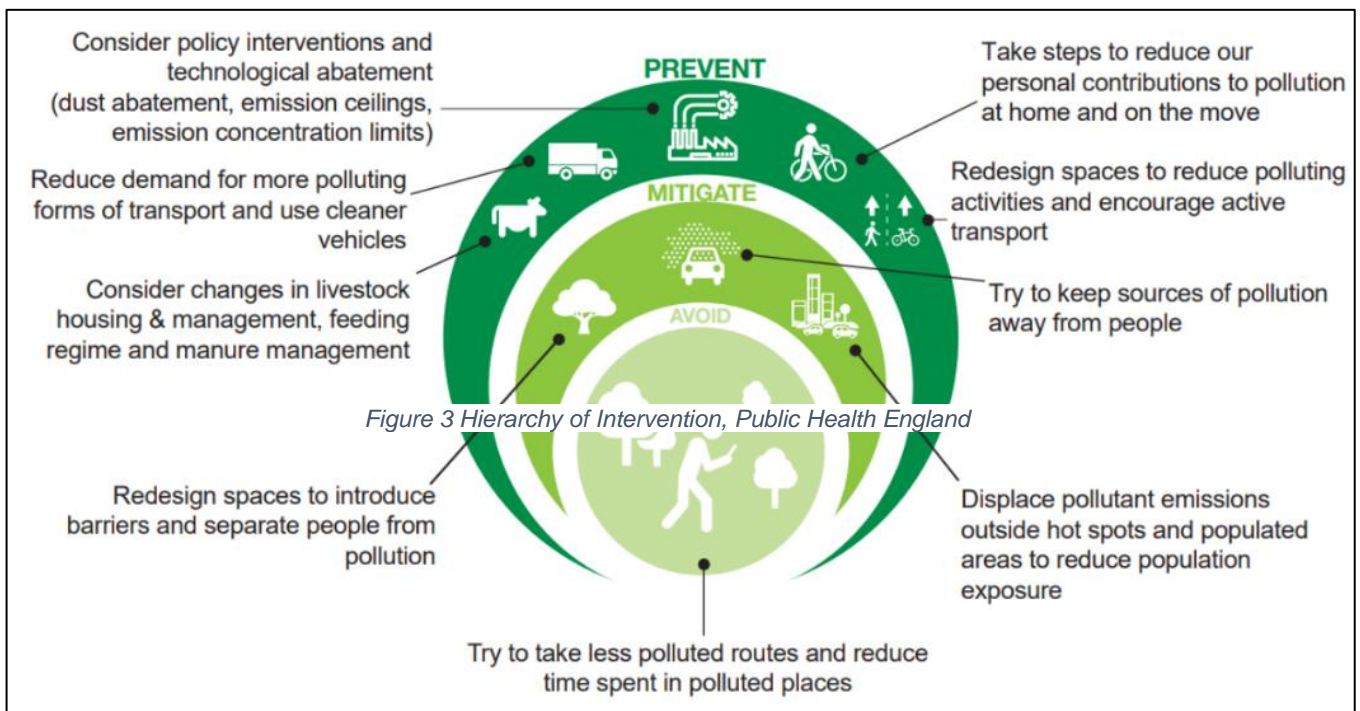 Consider policy interventions and
technological abatement
(dust abatement, emission ceilings,
emission concentration limits)
Reduce demand for more polluting
forms of transport and use cleaner
vehicles
Consider changes in livestock
housing & management, feeding
regime and manure management
PREVENT
MITIGATE
AVOID
Take steps to reduce our
personal contributions to pollution
at home and on the move
Redesign spaces to reduce polluting
activities and encourage active
transport
Try to keep sources of pollution
away from people
Figure 3 Hierarchy of Intervention, Public Health England
Redesign spaces to introduce
barriers and separate people from
pollution
Displace pollutant emissions
outside hot spots and populated
areas to reduce population
exposure
Try to take less polluted routes and reduce
time spent in polluted places